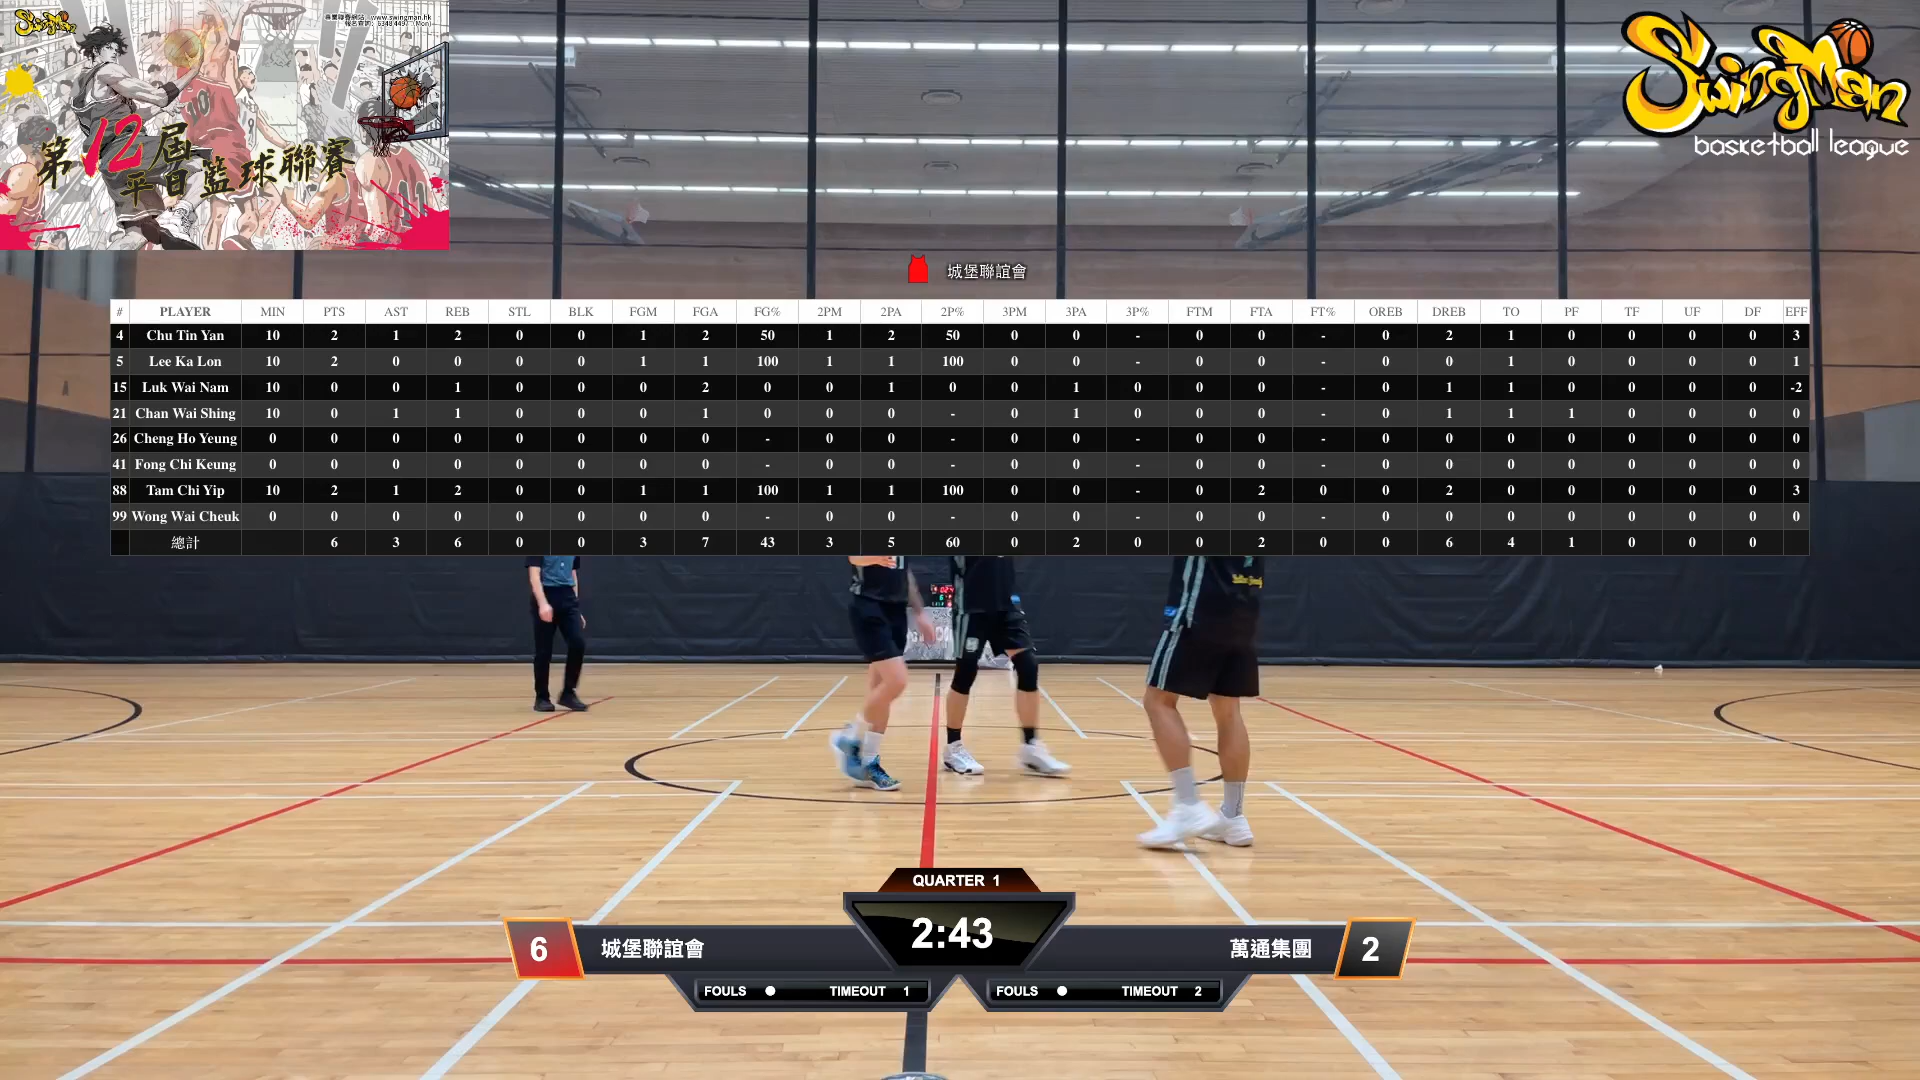 SwingMan
專業聯賽網站：www.swingman.hk
第12屆
平日籃球聯賽
SwingMan
basketball league
城堡聯誼會
# PLAYER MIN PTS AST REB STL BLK FGM FGA FG% 2PM 2PA 2P% 3PM 3PA 3P% FTM FTA FT% OREB DREB TO PF TF UF DF EFF
4 Chu Tin Yan 10 2 1 2 0 0 1 2 50 1 2 50 0 0 - 0 0 - 0 2 1 0 0 0 0 3
5 Lee Ka Lon 10 2 0 0 0 0 1 1 100 1 1 100 0 0 - 0 0 - 0 0 1 0 0 0 0 1
15 Luk Wai Nam 10 0 0 1 0 0 0 2 0 0 1 0 0 1 0 0 0 - 0 1 1 0 0 0 0 -2
21 Chan Wai Shing 10 0 1 1 0 0 0 1 0 0 0 - 0 1 0 0 0 - 0 1 1 1 0 0 0 0
26 Cheng Ho Yeung 0 0 0 0 0 0 0 0 - 0 0 - 0 0 - 0 0 - 0 0 0 0 0 0 0 0
41 Fong Chi Keung 0 0 0 0 0 0 0 0 - 0 0 - 0 0 - 0 0 - 0 0 0 0 0 0 0 0
88 Tam Chi Yip 10 2 1 2 0 0 1 1 100 1 1 100 0 0 - 0 2 0 0 2 0 0 0 0 0 3
99 Wong Wai Cheuk 0 0 0 0 0 0 0 0 - 0 0 - 0 0 - 0 0 - 0 0 0 0 0 0 0 0
總計 6 3 6 0 0 3 7 43 3 5 60 0 2 0 0 2 0 0 6 4 1 0 0 0
QUARTER 1
2:43
6 城堡聯誼會
萬通集團 2
FOULS TIMEOUT 1
FOULS TIMEOUT 2